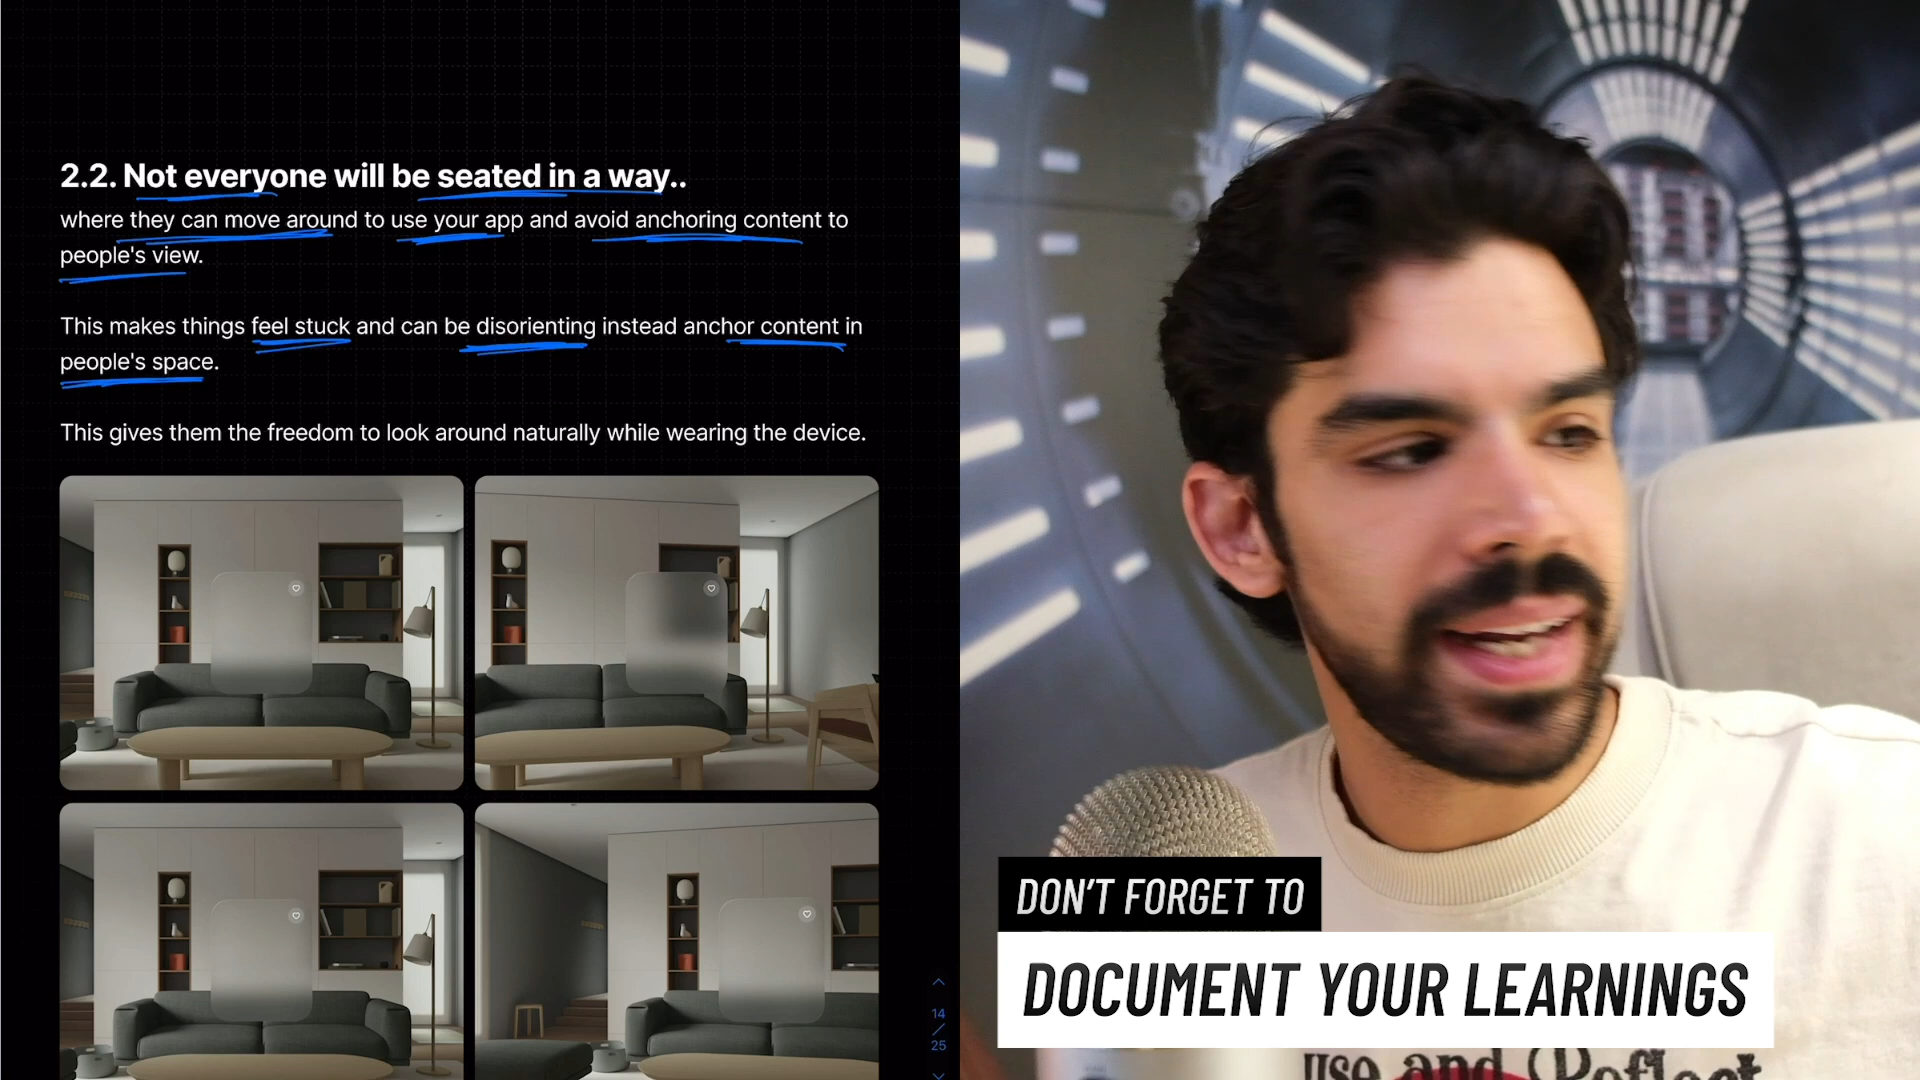 2.2. Not everyone will be seated in a way..
where they can move around to use your app and avoid anchoring content to
people's view.
This makes things feel stuck and can be disorienting instead anchor content in
people's space.
This gives them the freedom to look around naturally while wearing the device.
14
/
25
DON'T FORGET TO
DOCUMENT YOUR LEARNINGS
use and Reflect